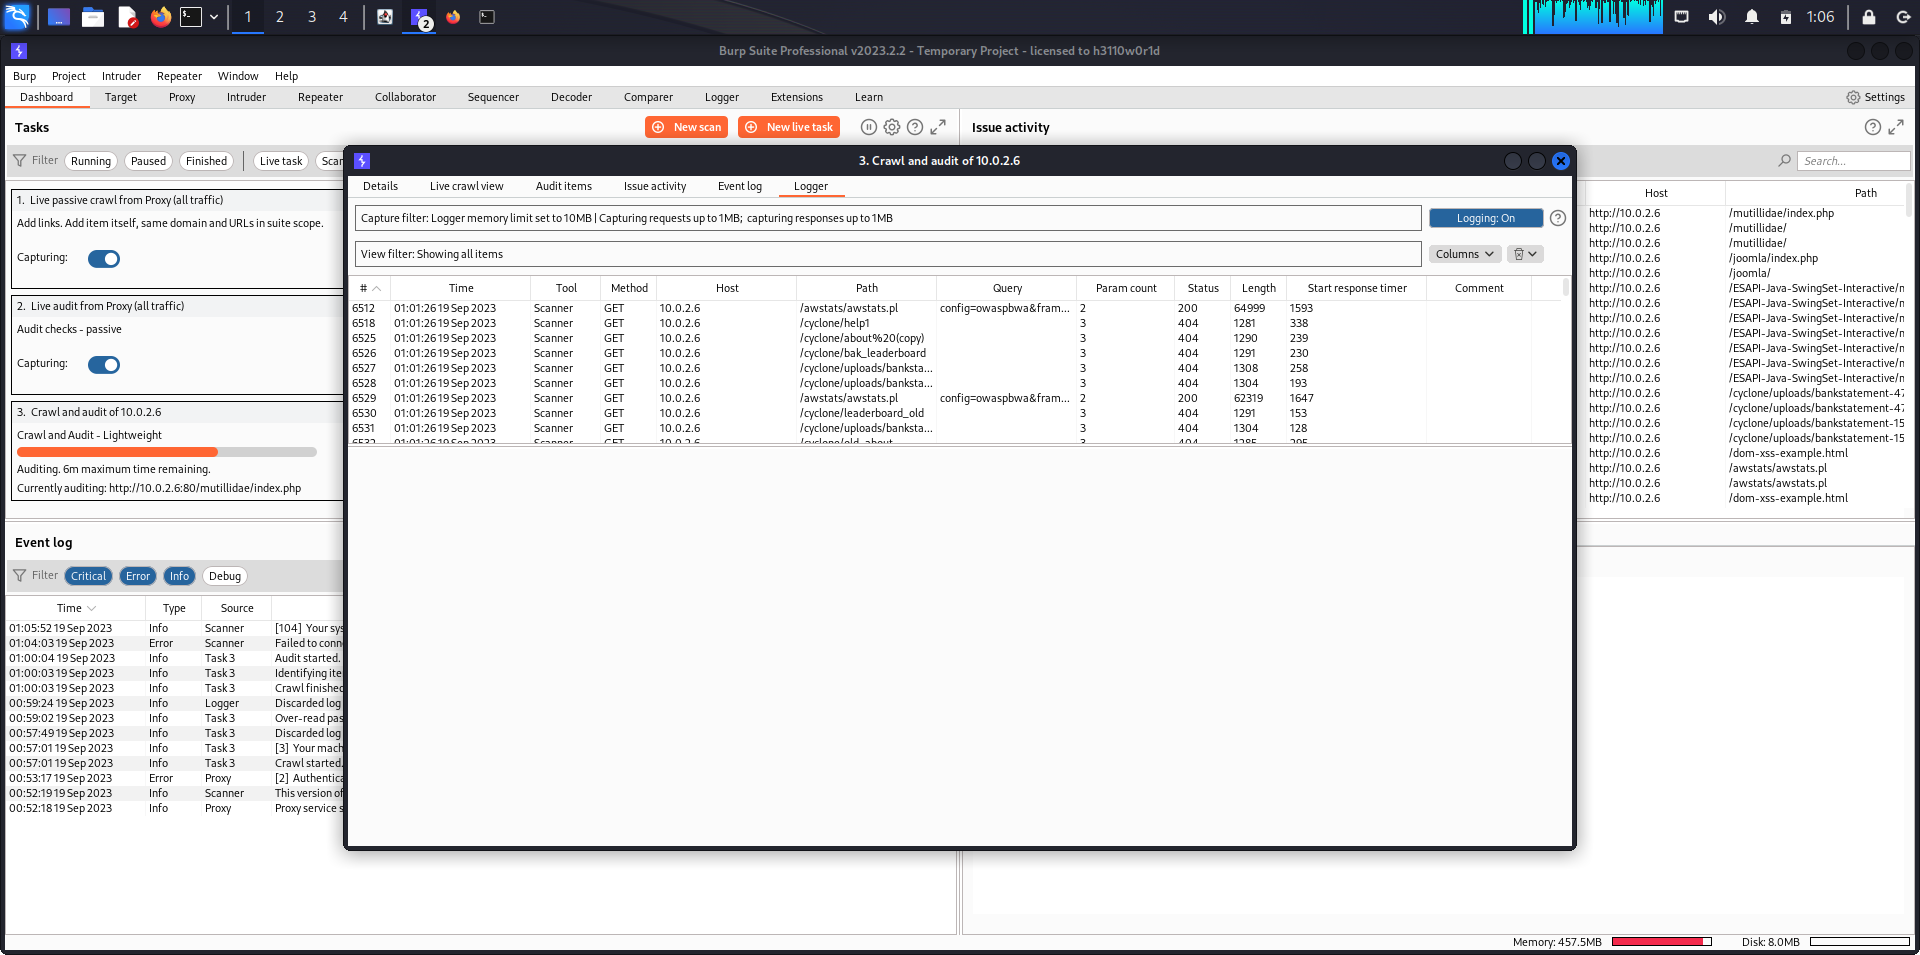 1 2 3 4 2 1:06
Burp Suite Professional v2023.2.2 - Temporary Project - licensed to h3110w0r1d
Burp Project Intruder Repeater Window Help
Dashboard Target Proxy Intruder Repeater Collaborator Sequencer Decoder Comparer Logger Extensions Learn Settings
Tasks New scan New live task
Filter Running Paused Finished Live task Scan
1. Live passive crawl from Proxy (all traffic)
Add links. Add item itself, same domain and URLs in suite scope.
Capturing:
2. Live audit from Proxy (all traffic)
Audit checks - passive
Capturing:
3. Crawl and audit of 10.0.2.6
Crawl and Audit - Lightweight
Auditing. 6m maximum time remaining.
Currently auditing: http://10.0.2.6:80/mutillidae/index.php
Event log
Filter Critical Error Info Debug
Time Type Source
01:05:52 19 Sep 2023 Info Scanner [104] Your sys
01:04:03 19 Sep 2023 Error Scanner Failed to conn
01:00:04 19 Sep 2023 Info Task 3 Audit started.
01:00:03 19 Sep 2023 Info Task 3 Identifying ite
01:00:03 19 Sep 2023 Info Task 3 Crawl finished
00:59:24 19 Sep 2023 Info Logger Discarded log
00:59:02 19 Sep 2023 Info Task 3 Over-read pas
00:57:49 19 Sep 2023 Info Task 3 Discarded log
00:57:01 19 Sep 2023 Info Task 3 [3] Your mach
00:57:01 19 Sep 2023 Info Task 3 Crawl started.
00:53:17 19 Sep 2023 Error Proxy [2] Authentica
00:52:19 19 Sep 2023 Info Scanner This version of
00:52:18 19 Sep 2023 Info Proxy Proxy service s
3. Crawl and audit of 10.0.2.6
Details Live crawl view Audit items Issue activity Event log Logger
Capture filter: Logger memory limit set to 10MB | Capturing requests up to 1MB; capturing responses up to 1MB Logging: On
View filter: Showing all items Columns
# Time Tool Method Host Path Query Param count Status Length Start response timer Comment
6512 01:01:26 19 Sep 2023 Scanner GET 10.0.2.6 /awstats/awstats.pl config=owaspbwa&fram... 2 200 64999 1593
6518 01:01:26 19 Sep 2023 Scanner GET 10.0.2.6 /cyclone/help1 3 404 1281 338
6525 01:01:26 19 Sep 2023 Scanner GET 10.0.2.6 /cyclone/about%20(copy) 3 404 1290 239
6526 01:01:26 19 Sep 2023 Scanner GET 10.0.2.6 /cyclone/bak_leaderboard 3 404 1291 230
6527 01:01:26 19 Sep 2023 Scanner GET 10.0.2.6 /cyclone/uploads/banksta... 3 404 1308 258
6528 01:01:26 19 Sep 2023 Scanner GET 10.0.2.6 /cyclone/uploads/banksta... 3 404 1304 193
6529 01:01:26 19 Sep 2023 Scanner GET 10.0.2.6 /awstats/awstats.pl config=owaspbwa&fram... 2 200 62319 1647
6530 01:01:26 19 Sep 2023 Scanner GET 10.0.2.6 /cyclone/leaderboard_old 3 404 1291 153
6531 01:01:26 19 Sep 2023 Scanner GET 10.0.2.6 /cyclone/uploads/banksta... 3 404 1304 128
6532 01:01:26 19 Sep 2023 Scanner GET 10.0.2.6 /cyclone/old_about 3 404 1285 295
Issue activity
Search...
Host Path
http://10.0.2.6 /mutillidae/index.php
http://10.0.2.6 /mutillidae/
http://10.0.2.6 /mutillidae/
http://10.0.2.6 /joomla/index.php
http://10.0.2.6 /joomla/
http://10.0.2.6 /ESAPI-Java-SwingSet-Interactive/
http://10.0.2.6 /ESAPI-Java-SwingSet-Interactive/
http://10.0.2.6 /ESAPI-Java-SwingSet-Interactive/
http://10.0.2.6 /ESAPI-Java-SwingSet-Interactive/
http://10.0.2.6 /ESAPI-Java-SwingSet-Interactive/
http://10.0.2.6 /ESAPI-Java-SwingSet-Interactive/
http://10.0.2.6 /ESAPI-Java-SwingSet-Interactive/
http://10.0.2.6 /cyclone/uploads/bankstatement-47
http://10.0.2.6 /cyclone/uploads/bankstatement-47
http://10.0.2.6 /cyclone/uploads/bankstatement-15
http://10.0.2.6 /cyclone/uploads/bankstatement-15
http://10.0.2.6 /dom-xss-example.html
http://10.0.2.6 /awstats/awstats.pl
http://10.0.2.6 /awstats/awstats.pl
http://10.0.2.6 /dom-xss-example.html
Memory: 457.5MB Disk: 8.0MB